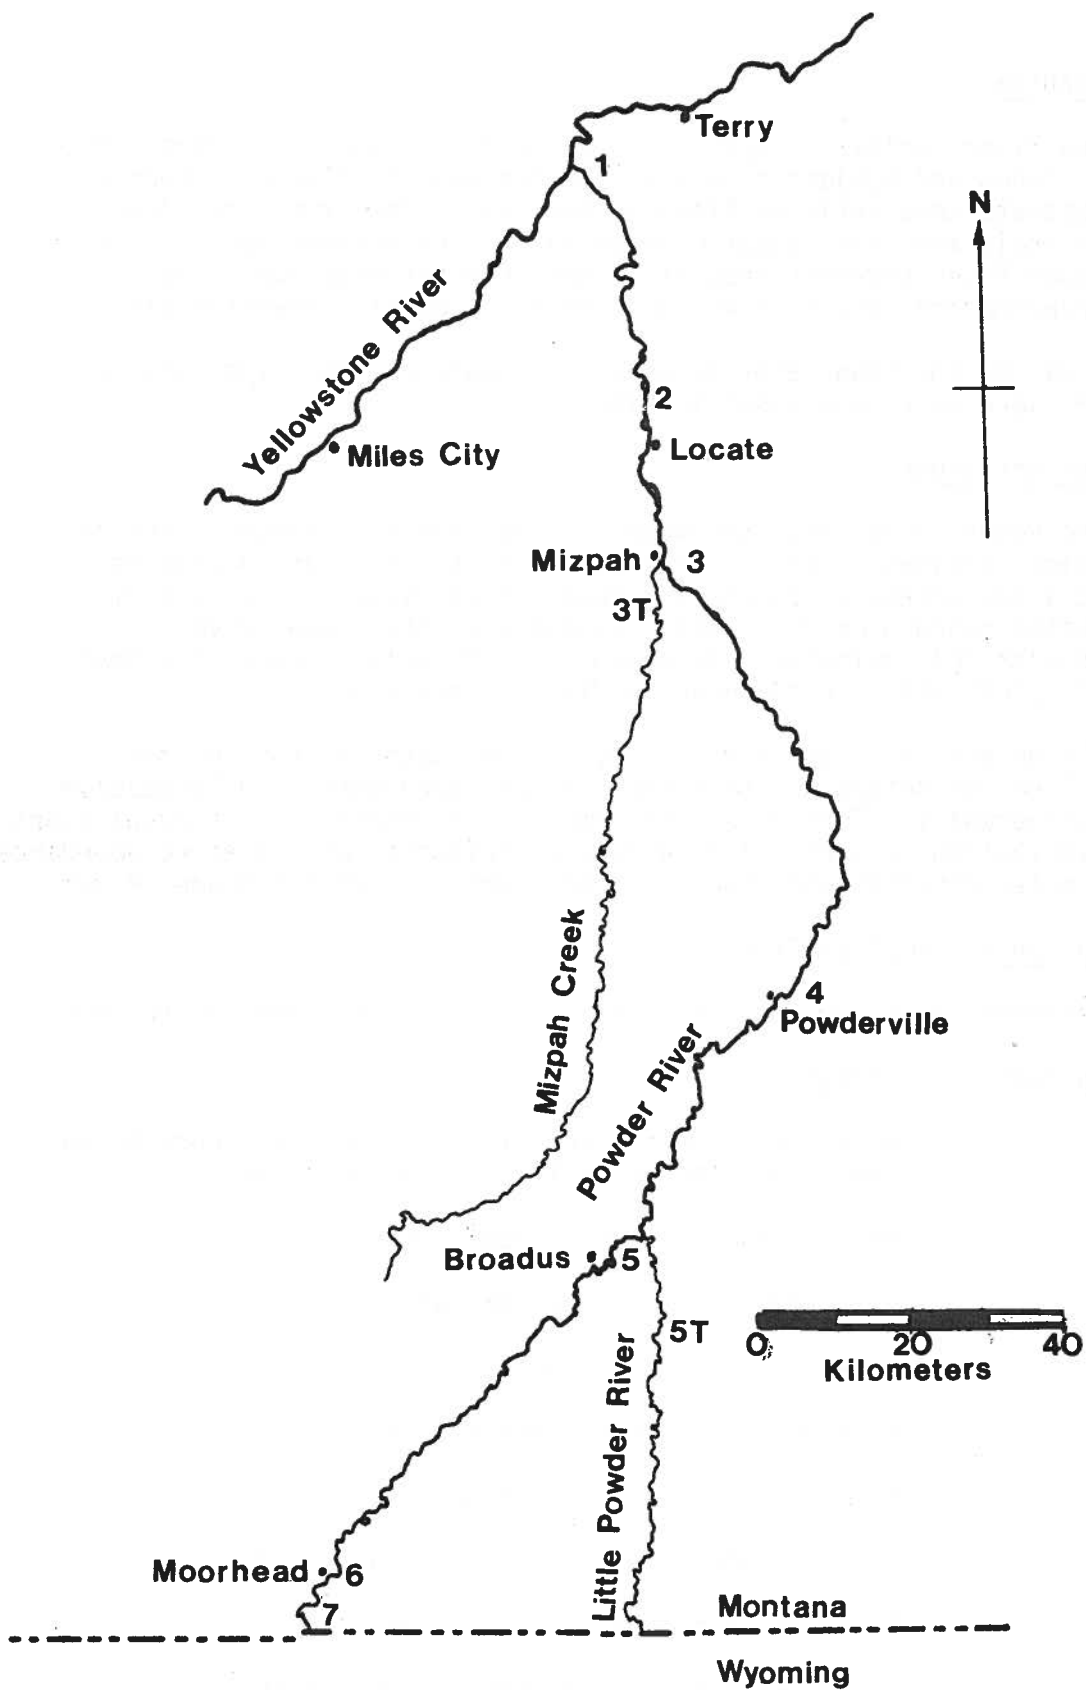 Terry
1
N
Yellowstone River
2
Miles City
Locate
Mizpah
3
3T
Mizpah Creek
4
Powderville
Powder River
Broadus
5
5T
0 20 40
Kilometers
Little Powder River
Moorhead
6
7
Montana
Wyoming